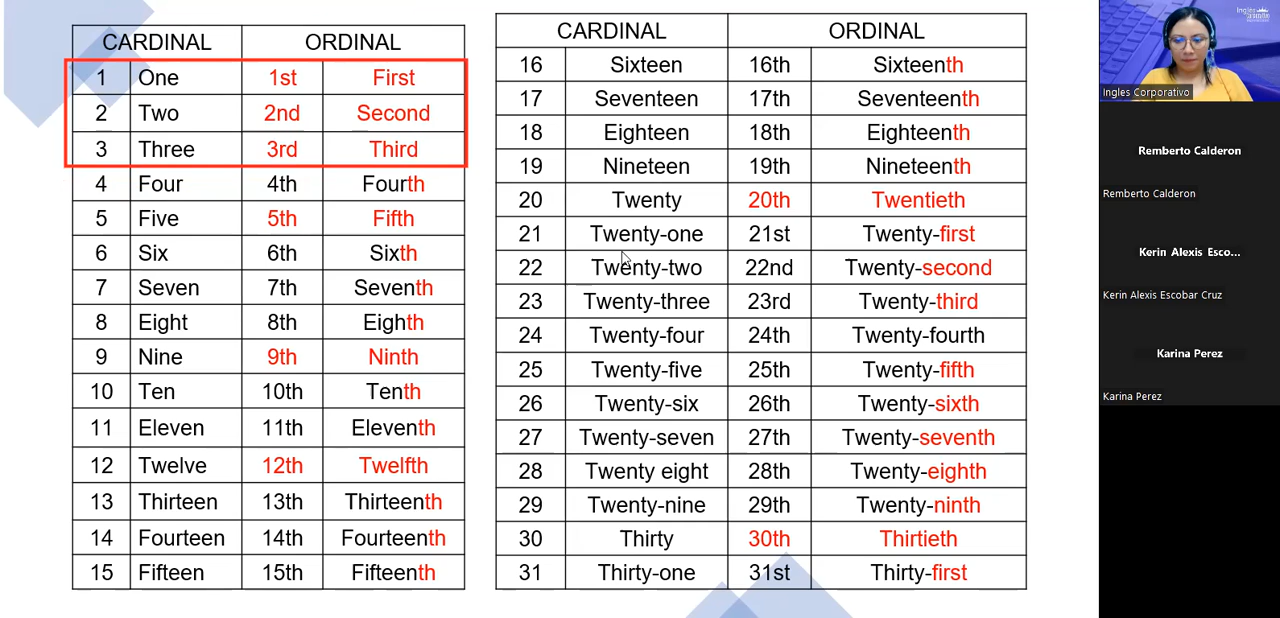 CARDINAL ORDINAL
1 One 1st First
2 Two 2nd Second
3 Three 3rd Third
4 Four 4th Fourth
5 Five 5th Fifth
6 Six 6th Sixth
7 Seven 7th Seventh
8 Eight 8th Eighth
9 Nine 9th Ninth
10 Ten 10th Tenth
11 Eleven 11th Eleventh
12 Twelve 12th Twelfth
13 Thirteen 13th Thirteenth
14 Fourteen 14th Fourteenth
15 Fifteen 15th Fifteenth
CARDINAL ORDINAL
16 Sixteen 16th Sixteenth
17 Seventeen 17th Seventeenth
18 Eighteen 18th Eighteenth
19 Nineteen 19th Nineteenth
20 Twenty 20th Twentieth
21 Twenty-one 21st Twenty-first
22 Twenty-two 22nd Twenty-second
23 Twenty-three 23rd Twenty-third
24 Twenty-four 24th Twenty-fourth
25 Twenty-five 25th Twenty-fifth
26 Twenty-six 26th Twenty-sixth
27 Twenty-seven 27th Twenty-seventh
28 Twenty eight 28th Twenty-eighth
29 Twenty-nine 29th Twenty-ninth
30 Thirty 30th Thirtieth
31 Thirty-one 31st Thirty-first
Ingles
Ingles Corporativo
Remberto Calderon
Remberto Calderon
Kerin Alexis Esco...
Kerin Alexis Escobar Cruz
Karina Perez
Karina Perez